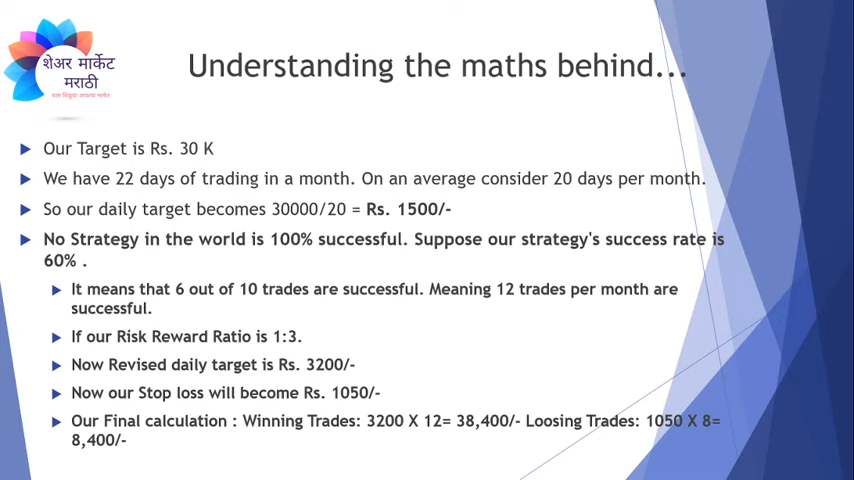 शेअर मार्केट
मराठी
Understanding the maths behind...
Our Target is Rs. 30 K
We have 22 days of trading in a month. On an average consider 20 days per month.
So our daily target becomes 30000/20 = Rs. 1500/-
No Strategy in the world is 100% successful. Suppose our strategy's success rate is
60% .
It means that 6 out of 10 trades are successful. Meaning 12 trades per month are
successful.
If our Risk Reward Ratio is 1:3.
Now Revised daily target is Rs. 3200/-
Now our Stop loss will become Rs. 1050/-
Our Final calculation : Winning Trades: 3200 X 12= 38,400/- Loosing Trades: 1050 X 8=
8,400/-